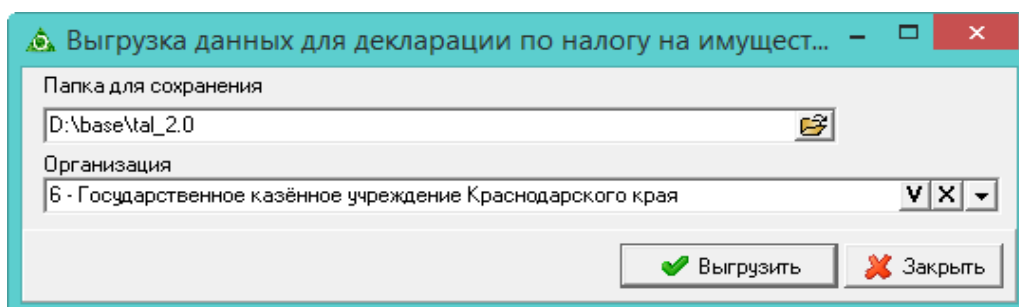 Выгрузка данных для декларации по налогу на имущест...
Папка для сохранения
D:\base\tal_2.0
Организация
6 - Государственное казённое учреждение Краснодарского края V X
Выгрузить Закрыть